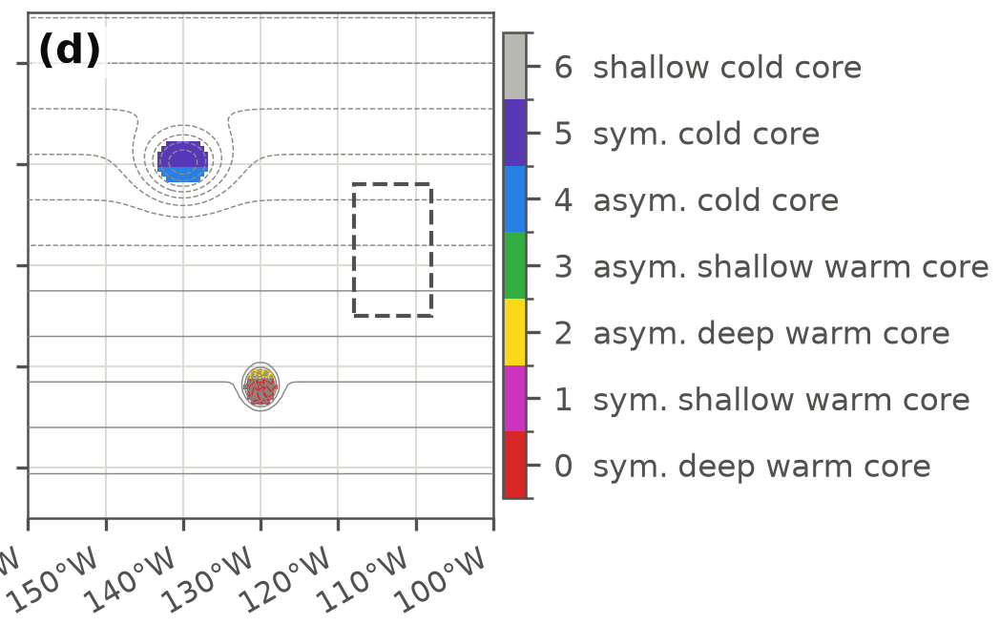 (d)
6 shallow cold core
5 sym. cold core
4 asym. cold core
3 asym. shallow warm core
2 asym. deep warm core
1 sym. shallow warm core
0 sym. deep warm core
W 150°W 140°W 130°W 120°W 110°W 100°W